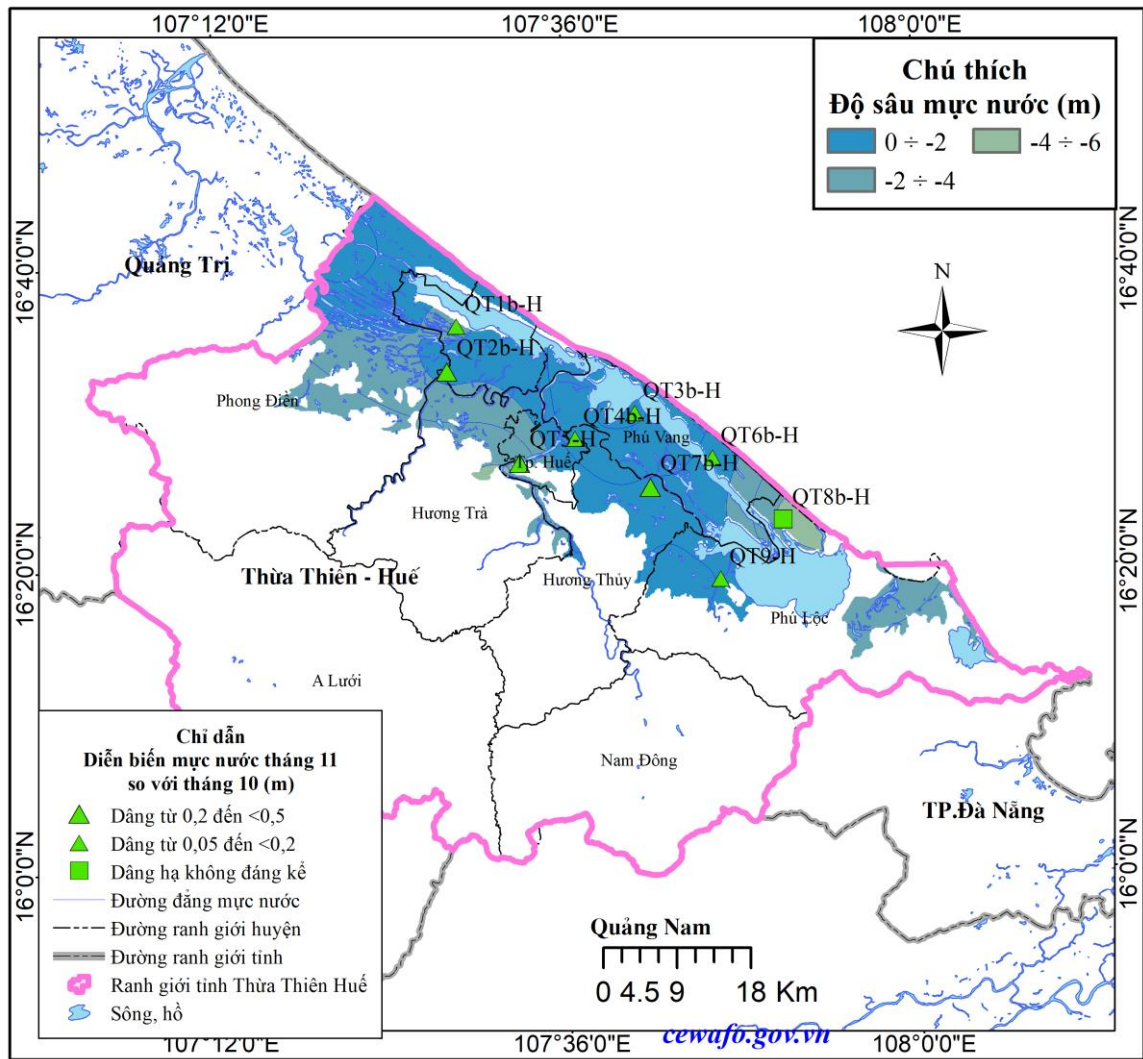 107°12'0"E
107°36'0"E
108°0'0"E
Chú thích
Độ sâu mực nước (m)
0 ÷ -2
-4 ÷ -6
-2 ÷ -4
16°40'0"N
16°40'0"N
Quảng Trị
N
QT1b-H
QT2b-H
QT3b-H
Phong Điền
QT4b-H
Phú Vang
QT6b-H
QT5-H
Tp. Huế
QT7b-H
QT8b-H
Hương Trà
16°20'0"N
16°20'0"N
Thừa Thiên - Huế
Hương Thủy
QT9-H
Phú Lộc
A Lưới
Nam Đông
TP.Đà Nẵng
Chỉ dẫn
Diễn biến mực nước tháng 11
so với tháng 10 (m)
Dâng từ 0,2 đến <0,5
Dâng từ 0,05 đến <0,2
Dâng hạ không đáng kể
Đường đẳng mực nước
Đường ranh giới huyện
Đường ranh giới tỉnh
Ranh giới tỉnh Thừa Thiên Huế
Sông, hồ
16°0'0"N
16°0'0"N
Quảng Nam
0 4.5 9 18 Km
cewafo.gov.vn
107°12'0"E
107°36'0"E
108°0'0"E